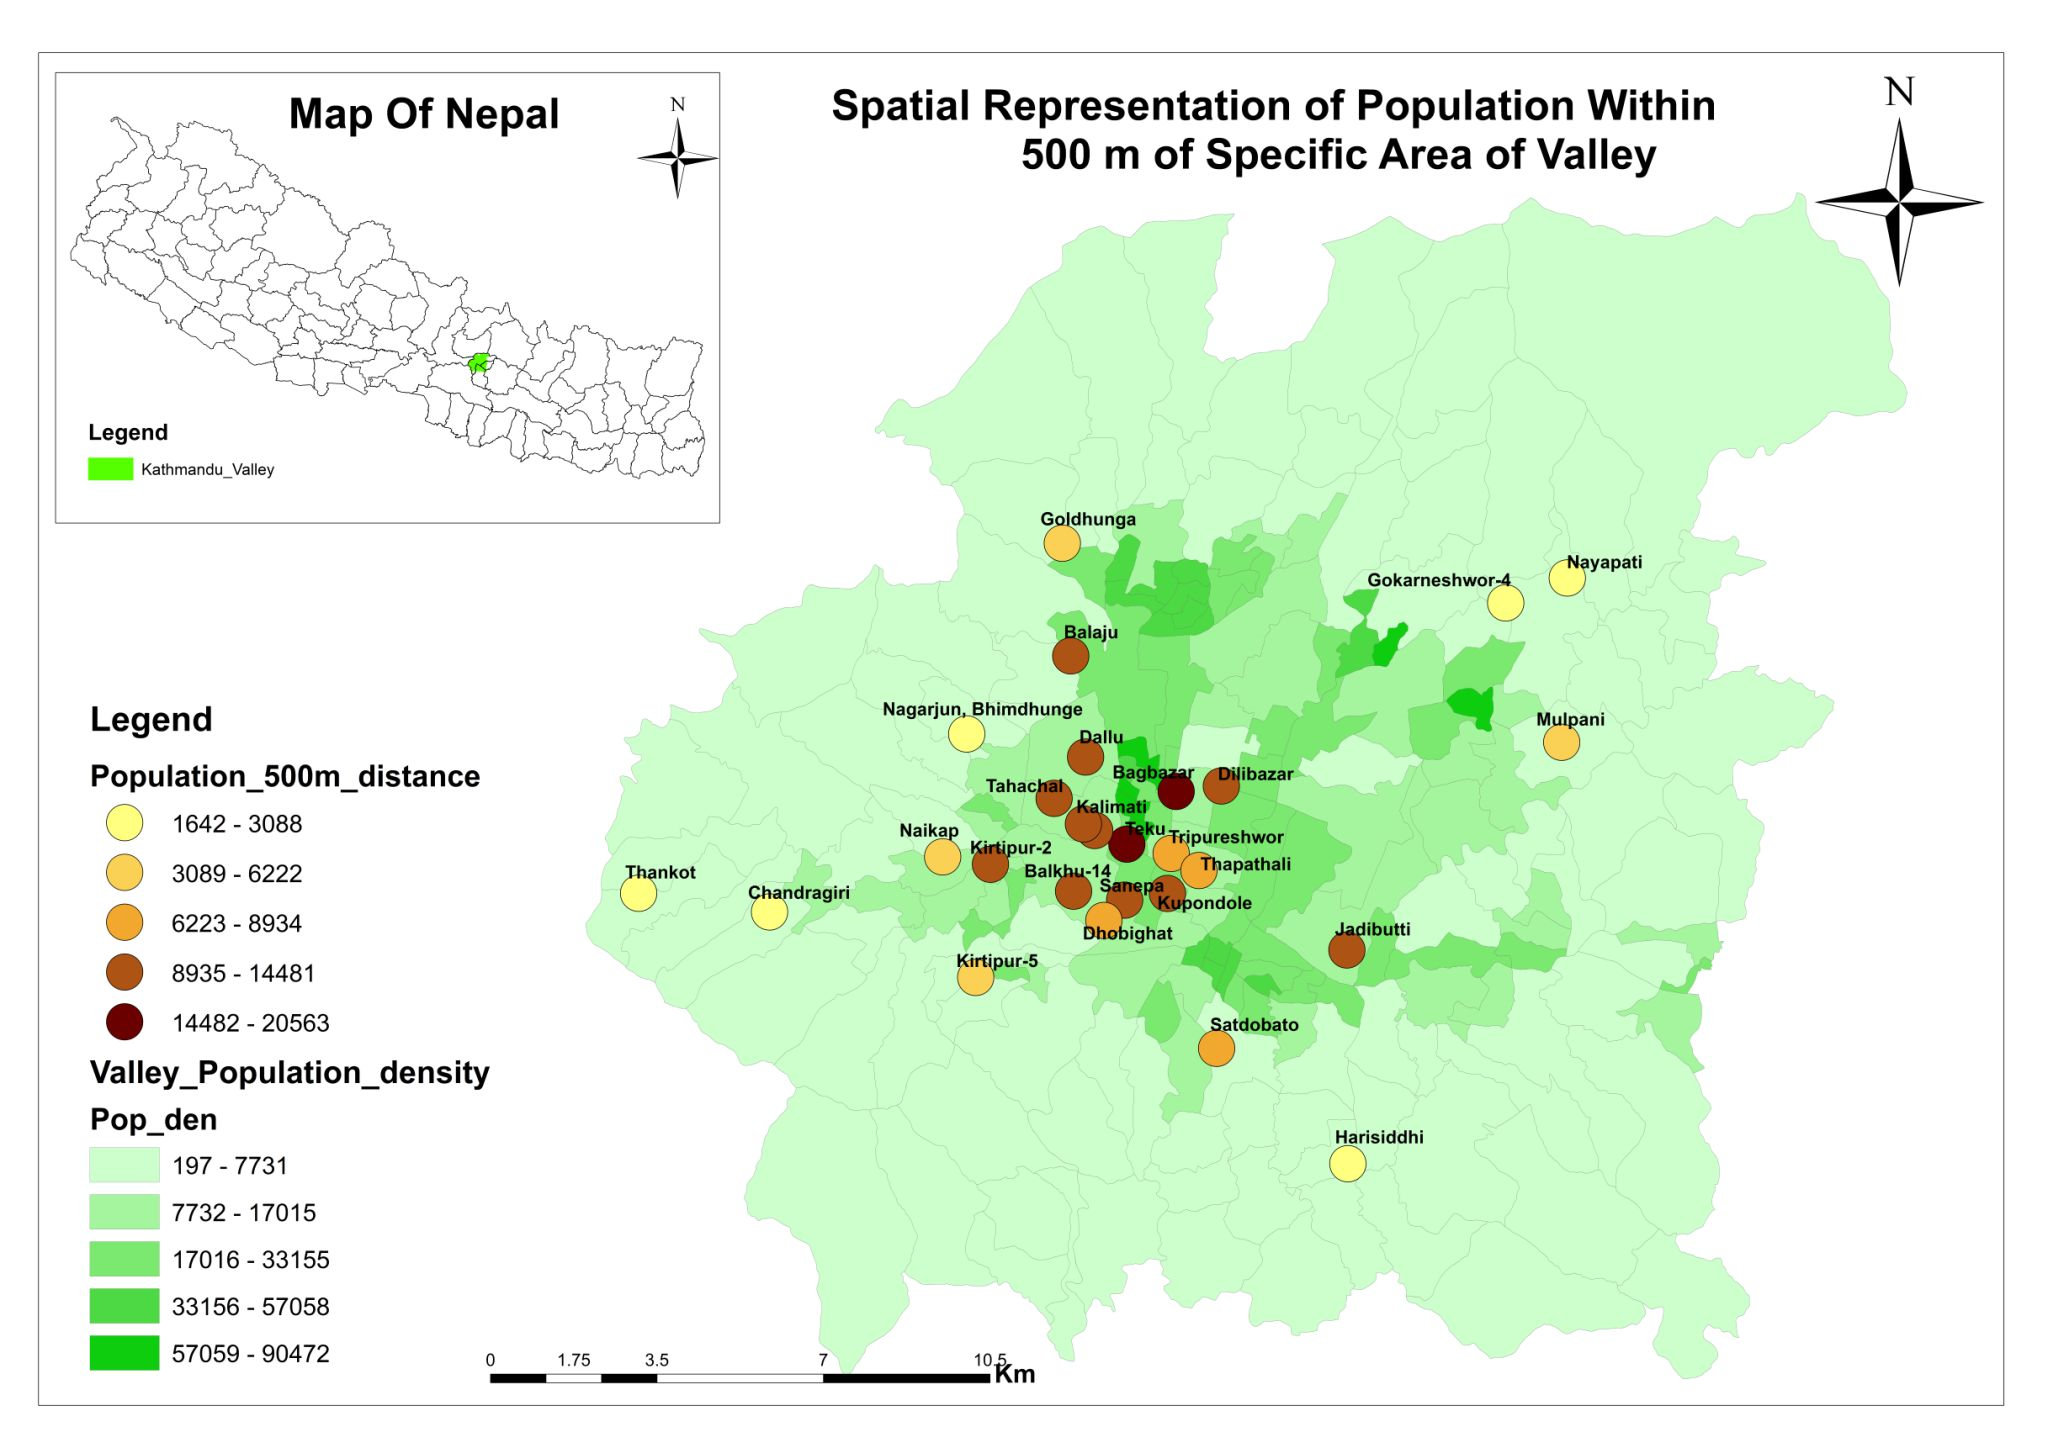 Map Of Nepal
N
Legend
Kathmandu_Valley
Spatial Representation of Population Within
500 m of Specific Area of Valley
N
Goldhunga
Nayapati
Gokarneshwor-4
Balaju
Nagarjun, Bhimdhunge
Mulpani
Dallu
Bagbazar
Dilibazar
Tahachal
Kalimati
Teku
Tripureshwor
Naikap
Kirtipur-2
Thapathali
Balkhu-14
Thankot
Chandragiri
Sanepa
Kupondole
Dhobighat
Jadibutti
Kirtipur-5
Satdobato
Harisiddhi
Legend
Population_500m_distance
1642 - 3088
3089 - 6222
6223 - 8934
8935 - 14481
14482 - 20563
Valley_Population_density
Pop_den
197 - 7731
7732 - 17015
17016 - 33155
33156 - 57058
57059 - 90472
0 1.75 3.5 7 10.5
Km